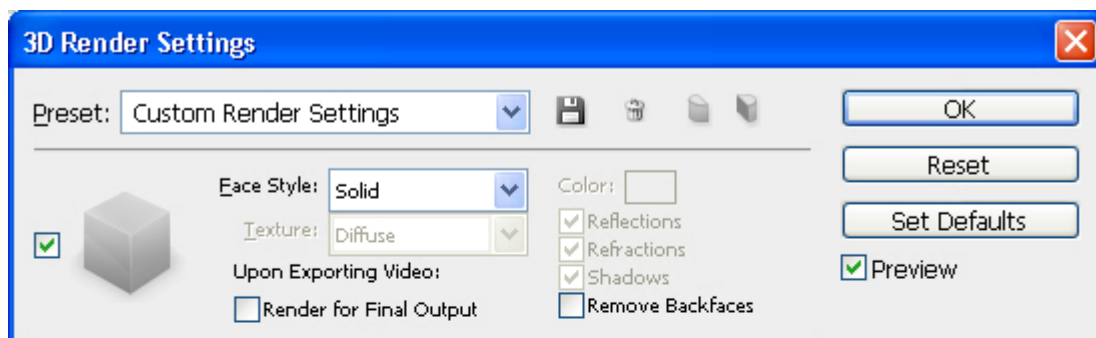 3D Render Settings
Preset: Custom Render Settings
OK
Reset
Set Defaults
Preview
Face Style: Solid
Texture: Diffuse
Upon Exporting Video:
Render for Final Output
Color:
Reflections
Refractions
Shadows
Remove Backfaces